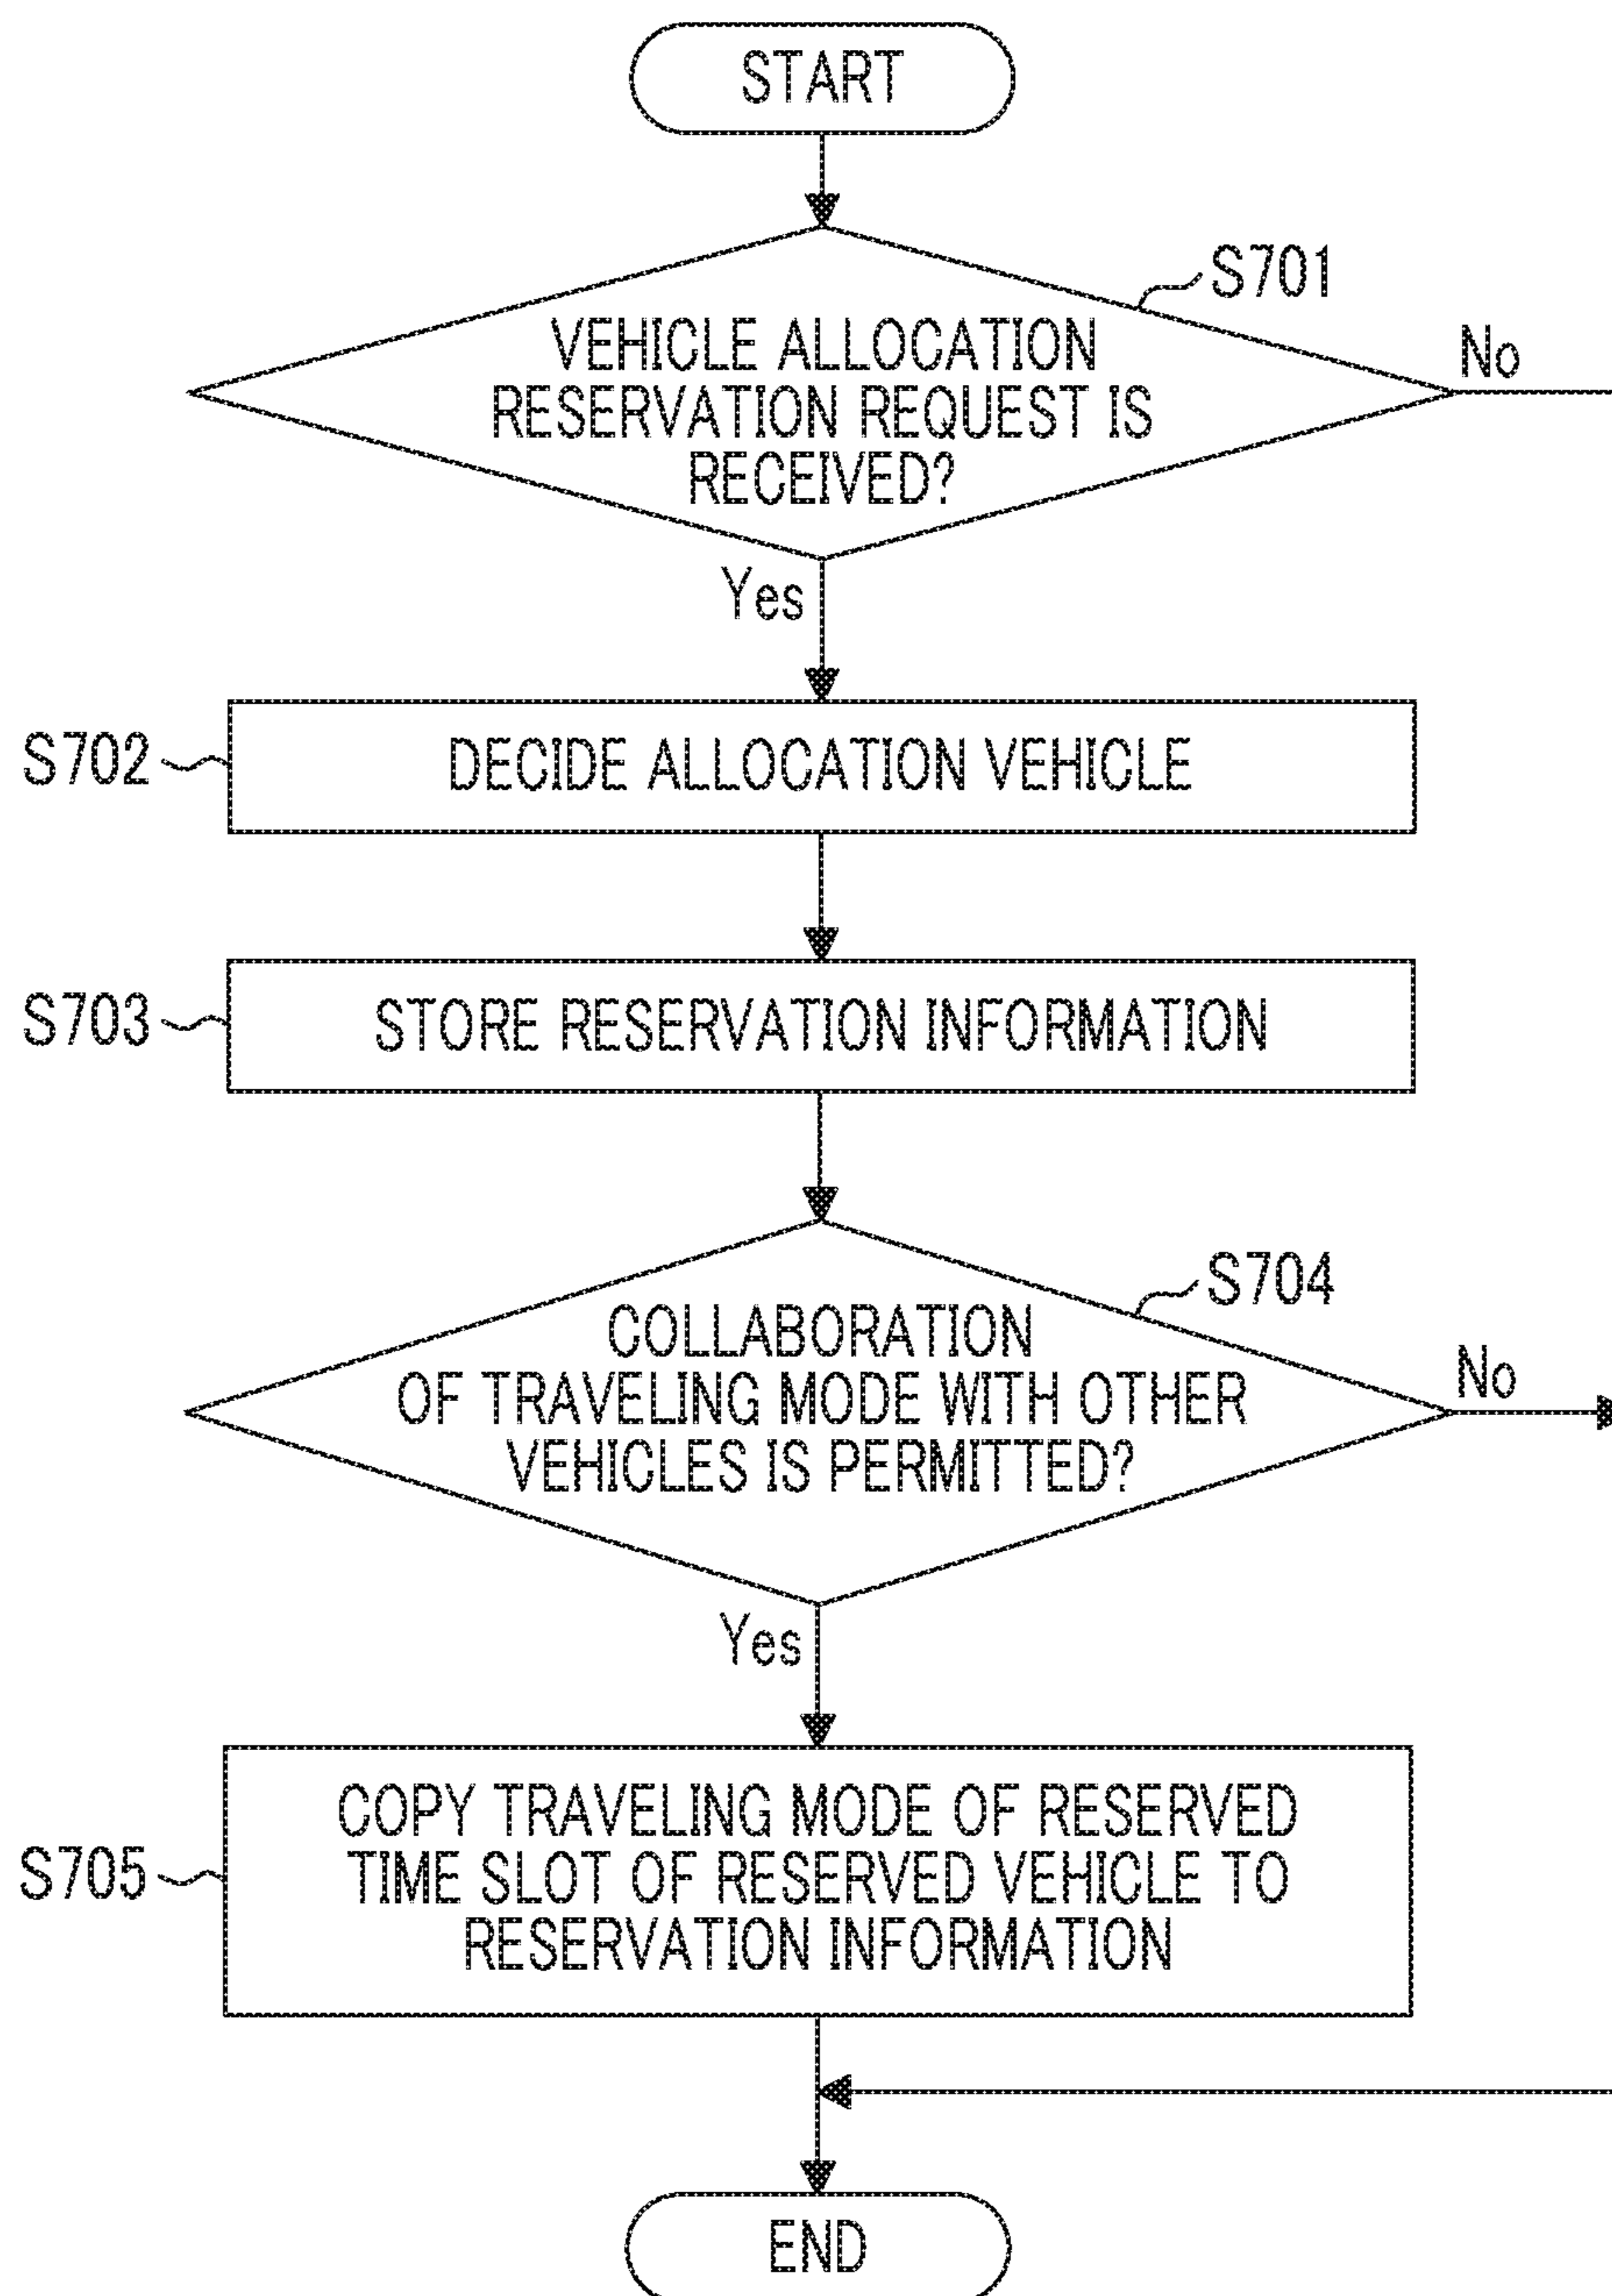 START
S701
VEHICLE ALLOCATION
RESERVATION REQUEST IS
RECEIVED?
No
Yes
S702
DECIDE ALLOCATION VEHICLE
S703
STORE RESERVATION INFORMATION
S704
COLLABORATION
OF TRAVELING MODE WITH OTHER
VEHICLES IS PERMITTED?
No
Yes
S705
COPY TRAVELING MODE OF RESERVED
TIME SLOT OF RESERVED VEHICLE TO
RESERVATION INFORMATION
END